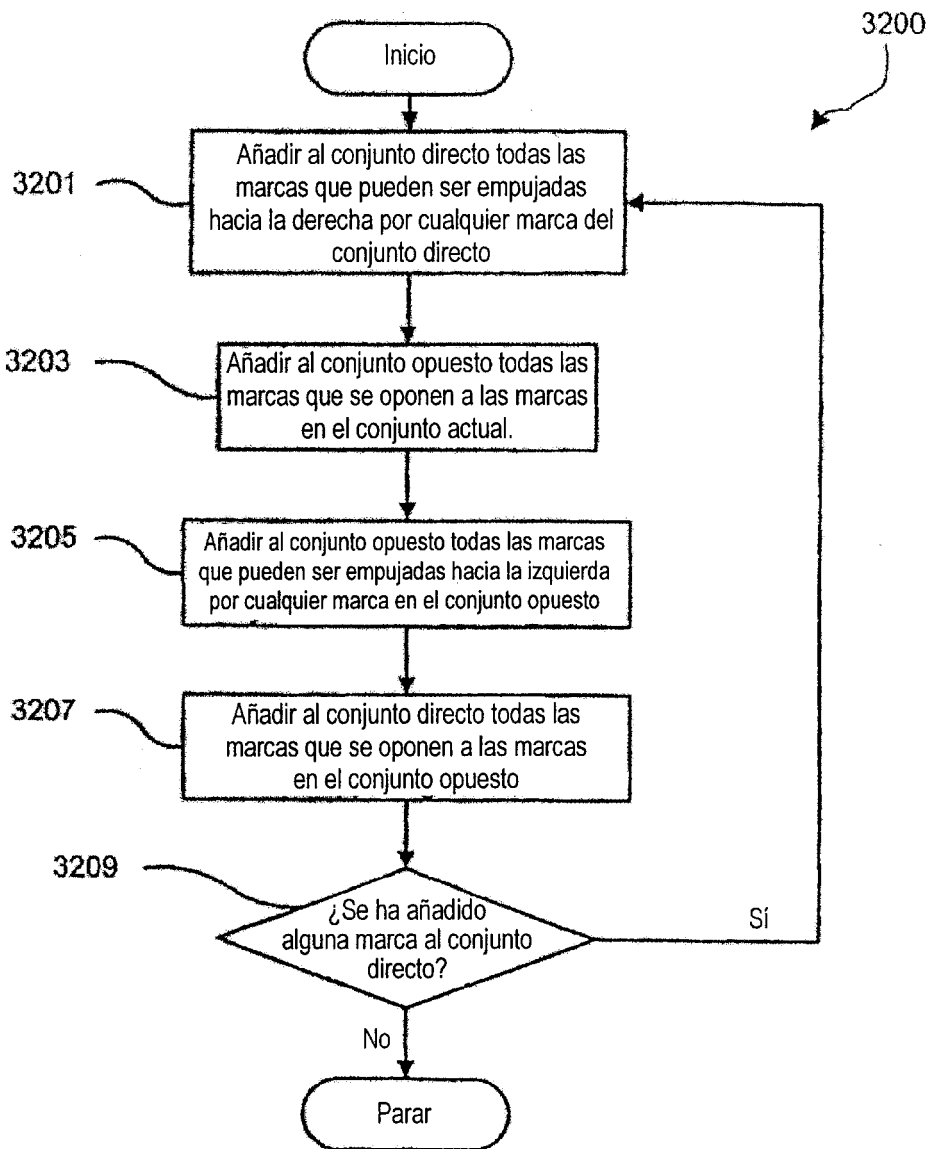 3200
Inicio
3201
Añadir al conjunto directo todas las
marcas que pueden ser empujadas
hacia la derecha por cualquier marca del
conjunto directo
3203
Añadir al conjunto opuesto todas las
marcas que se oponen a las marcas
en el conjunto actual.
3205
Añadir al conjunto opuesto todas las marcas
que pueden ser empujadas hacia la izquierda
por cualquier marca en el conjunto opuesto
3207
Añadir al conjunto directo todas las
marcas que se oponen a las marcas
en el conjunto opuesto
3209
¿Se ha añadido
alguna marca al conjunto
directo?
Sí
No
Parar